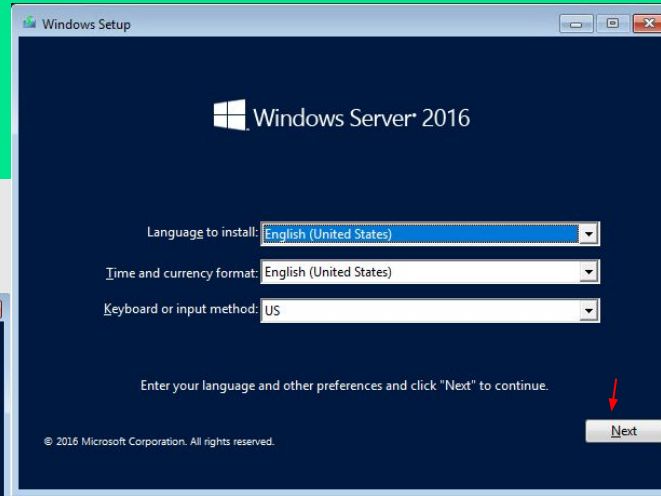 Windows Setup
Windows Server 2016
Language to install: English (United States)
Time and currency format: English (United States)
Keyboard or input method: US
Enter your language and other preferences and click "Next" to continue.
© 2016 Microsoft Corporation. All rights reserved.
Next